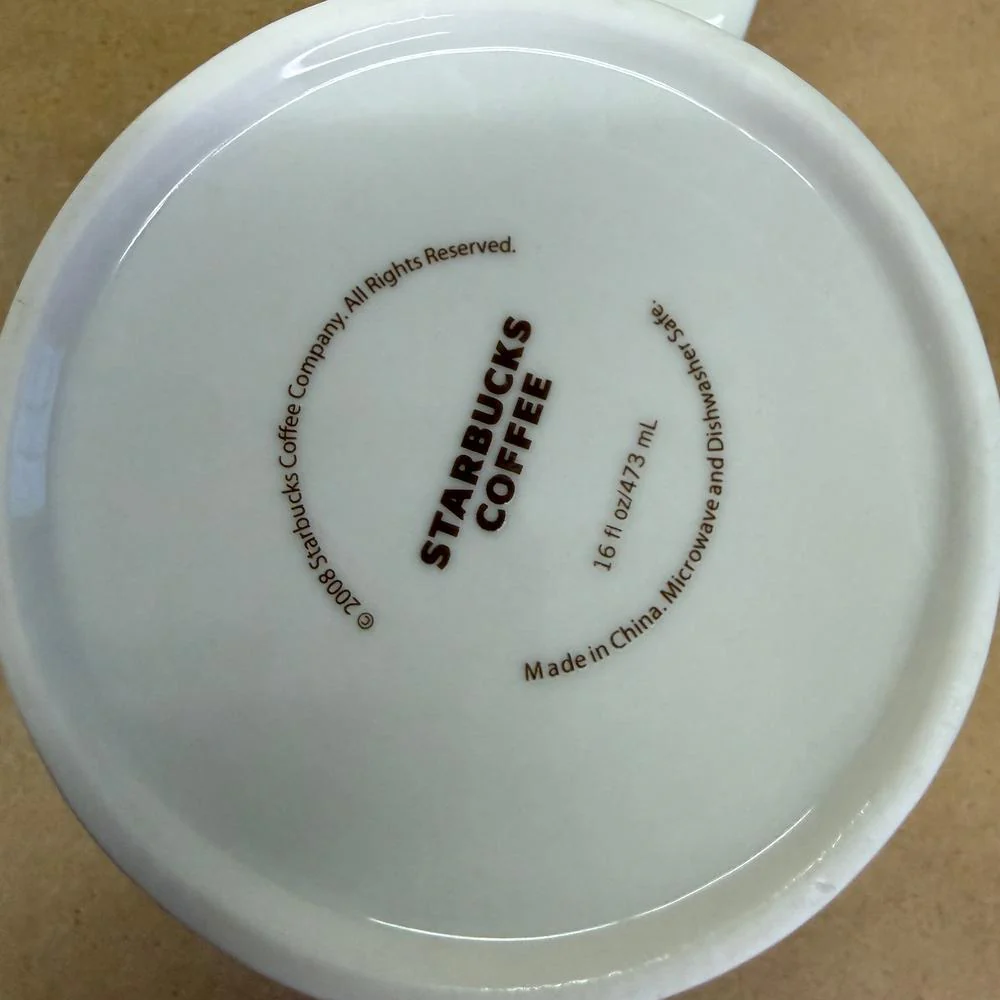 © 2008 Starbucks Coffee Company. All Rights Reserved.
STARBUCKS
COFFEE
16 fl oz/473 mL
Made in China. Microwave and Dishwasher Safe.